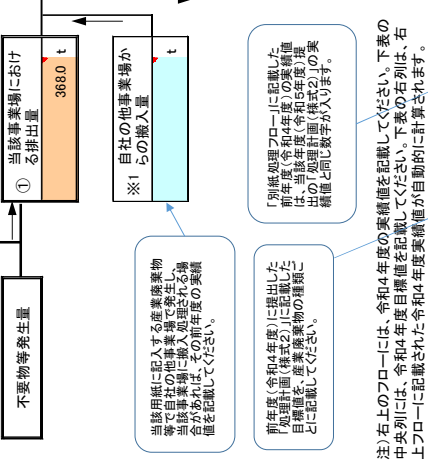 不要物等発生量
① 当該事業場におけ
る排出量
368.0 t
※1 自社の他事業場か
らの搬入量
t
当該用紙に記入する産業廃棄物
等で自社の他事業場で発生し、
当該事業場に搬入処理される場
合があれば、その前年度の実績
値を記載してください。
「別紙処理フロー」に記載した
前年度(令和4年度)の実績値
は、当該年度(令和5年度)提
出の「処理計画(様式2)」の実
績値と同じ数字が入ります。
前年度(令和4年度)に提出した
「処理計画(様式2)」に記載した
目標値を、産業廃棄物の種類ご
とに記載してください。
注)右上のフローには、令和4年度の実績値を記載してください。下表の
中央列には、令和4年度目標値を記載してください。下表の右列は、右
上フローに記載された令和4年度実績値が自動的に計算されます。